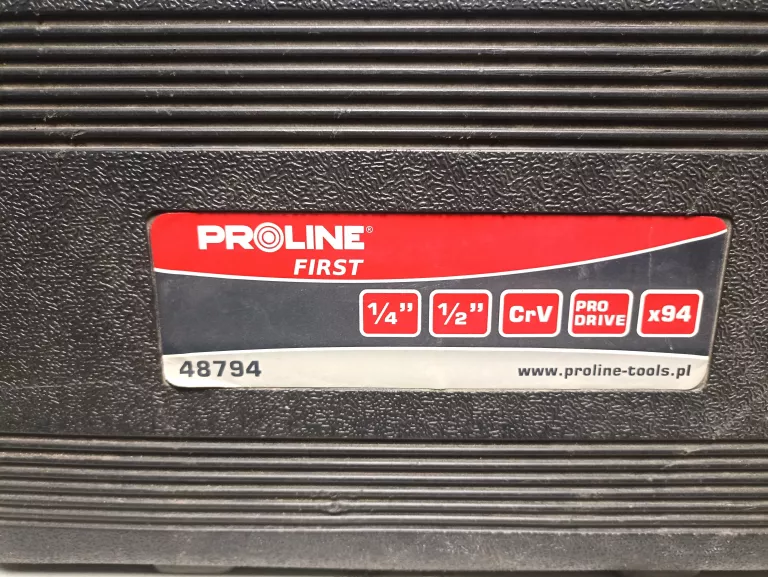 PROLINE®
FIRST
1/4” 1/2” CrV PRO DRIVE x94
48794 www.proline-tools.pl